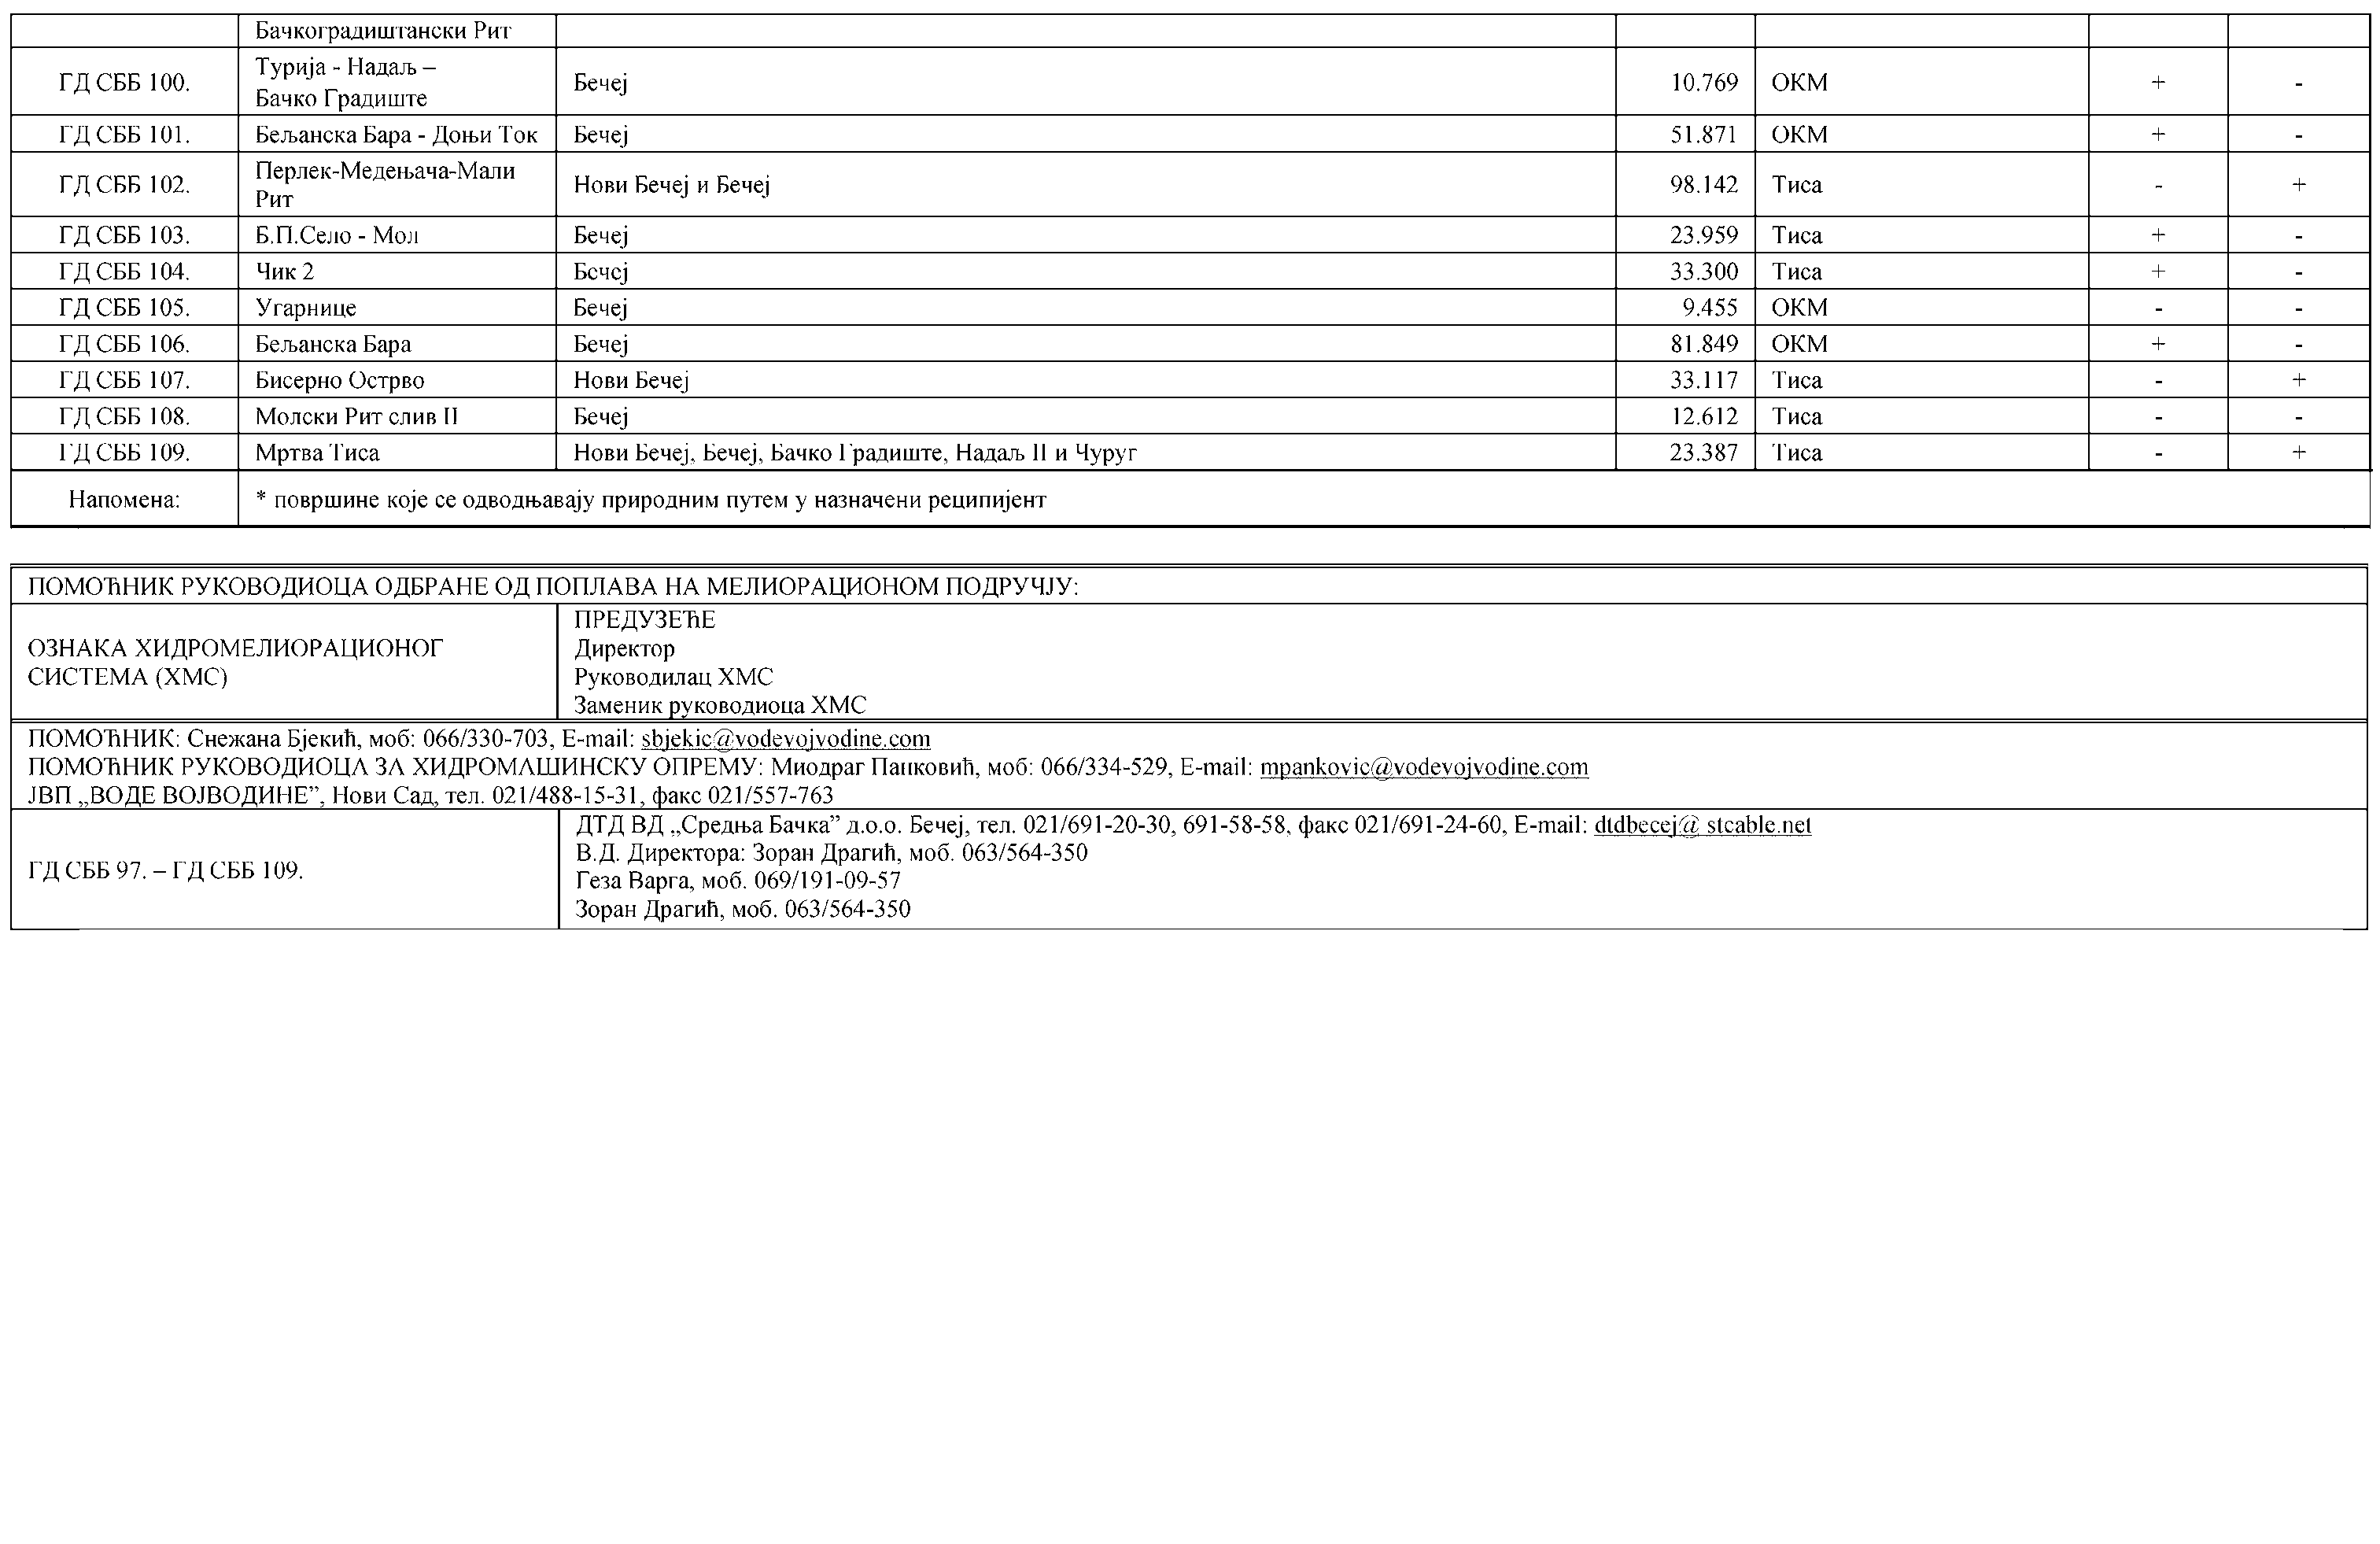 Бачкоградиштански Рит
ГД СББ 100. Турија - Надаљ – Бечеј 10.769 ОКМ + -
Бачко Градиште
ГД СББ 101. Бељанска Бара - Доњи Ток Бечеј 51.871 ОКМ + -
ГД СББ 102. Перлек-Медењача-Мали Нови Бечеј и Бечеј 98.142 Тиса - +
Рит
ГД СББ 103. Б.П.Село - Мол Бечеј 23.959 Тиса + -
ГД СББ 104. Чик 2 Бечеј 33.300 Тиса + -
ГД СББ 105. Угарнице Бечеј 9.455 ОКМ - -
ГД СББ 106. Бељанска Бара Бечеј 81.849 ОКМ + -
ГД СББ 107. Бисерно Острво Нови Бечеј 33.117 Тиса - +
ГД СББ 108. Молски Рит слив II Бечеј 12.612 Тиса - -
ГД СББ 109. Мртва Тиса Нови Бечеј, Бечеј, Бачко Градиште, Надаљ II и Чуруг 23.387 Тиса - +
Напомена: * површине које се одводњавају природним путем у назначени реципијент
ПОМОЋНИК РУКОВОДИОЦА ОДБРАНЕ ОД ПОПЛАВА НА МЕЛИОРАЦИОНОМ ПОДРУЧЈУ:
ОЗНАКА ХИДРОМЕЛИОРАЦИОНОГ
СИСТЕМА (ХМС)
ПРЕДУЗЕЋЕ
Директор
Руководилац ХМС
Заменик руководиоца ХМС
ПОМОЋНИК: Снежана Бјекић, моб: 066/330-703, E-mail: sbjekic@vodevojvodine.com
ПОМОЋНИК РУКОВОДИОЦА ЗА ХИДРОМАШИНСКУ ОПРЕМУ: Миодраг Панковић, моб: 066/334-529, E-mail: mpankovic@vodevojvodine.com
ЈВП „ВОДЕ ВОЈВОДИНЕ”, Нови Сад, тел. 021/488-15-31, факс 021/557-763
ГД СББ 97. – ГД СББ 109.
ДТД ВД „Средња Бачка” д.о.о. Бечеј, тел. 021/691-20-30, 691-58-58, факс 021/691-24-60, E-mail: dtdbecej@ stcable.net
В.Д. Директора: Зоран Драгић, моб. 063/564-350
Геза Варга, моб. 069/191-09-57
Зоран Драгић, моб. 063/564-350